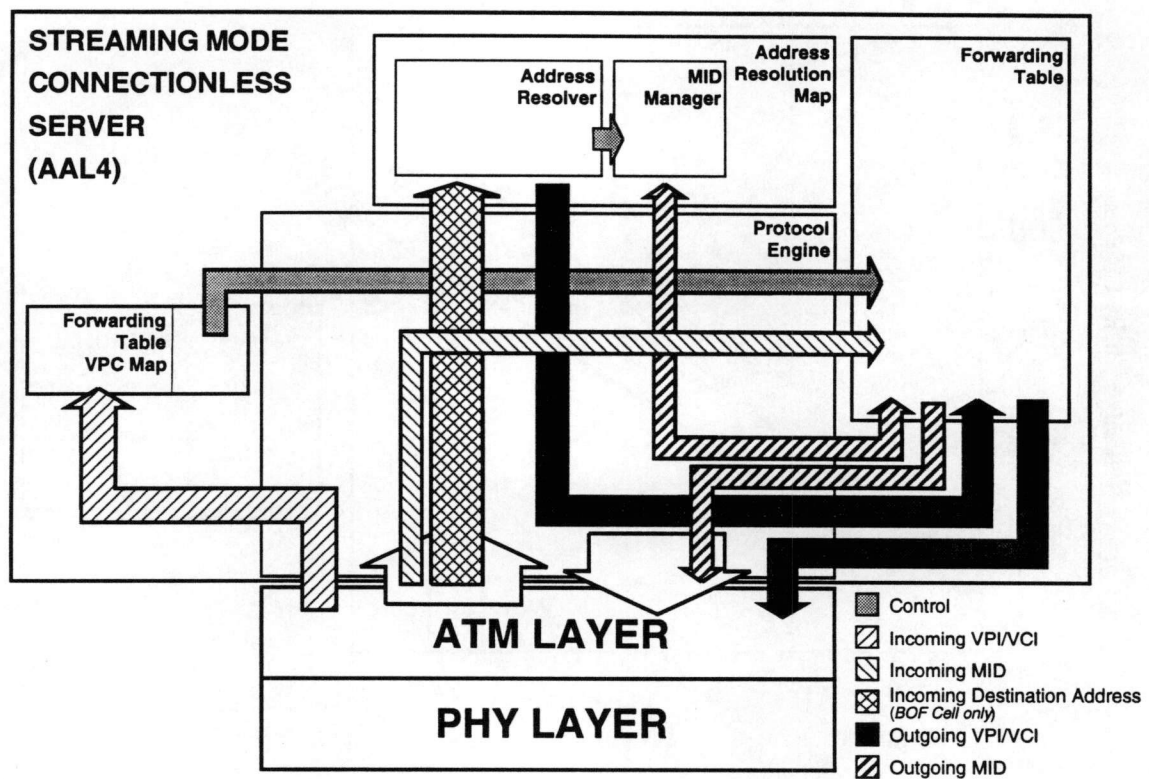 STREAMING MODE
CONNECTIONLESS
SERVER
(AAL4)
Address
Resolution
Map
Address
Resolver
MID
Manager
Forwarding
Table
Protocol
Engine
Forwarding
Table
VPC Map
ATM LAYER
PHY LAYER
Control
Incoming VPI/VCI
Incoming MID
Incoming Destination Address
(BOF Cell only)
Outgoing VPI/VCI
Outgoing MID